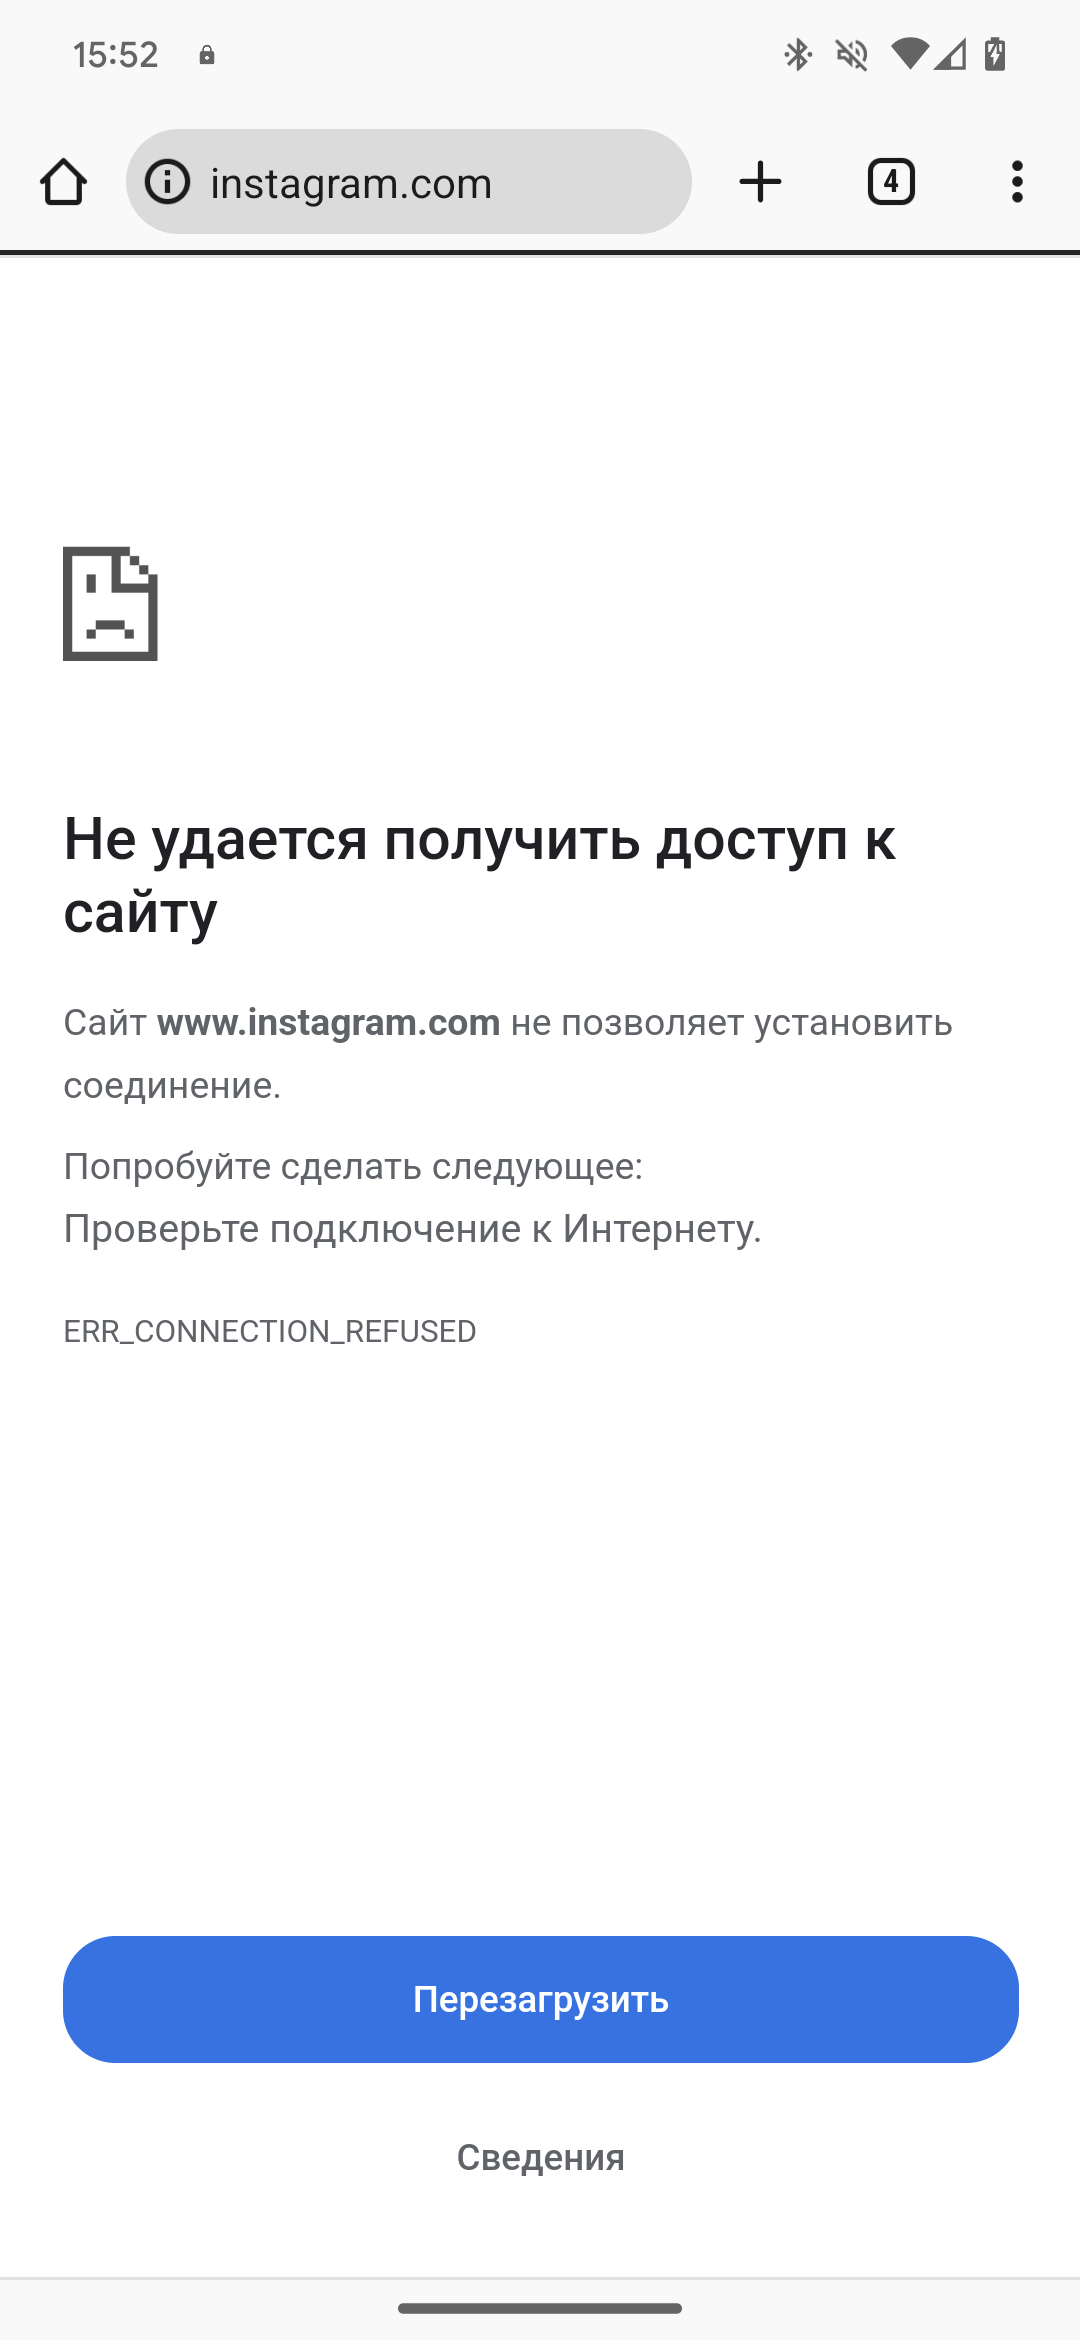 15:52
instagram.com
4
Не удается получить доступ к
сайту
Сайт www.instagram.com не позволяет установить
соединение.
Попробуйте сделать следующее:
Проверьте подключение к Интернету.
ERR_CONNECTION_REFUSED
Перезагрузить
Сведения